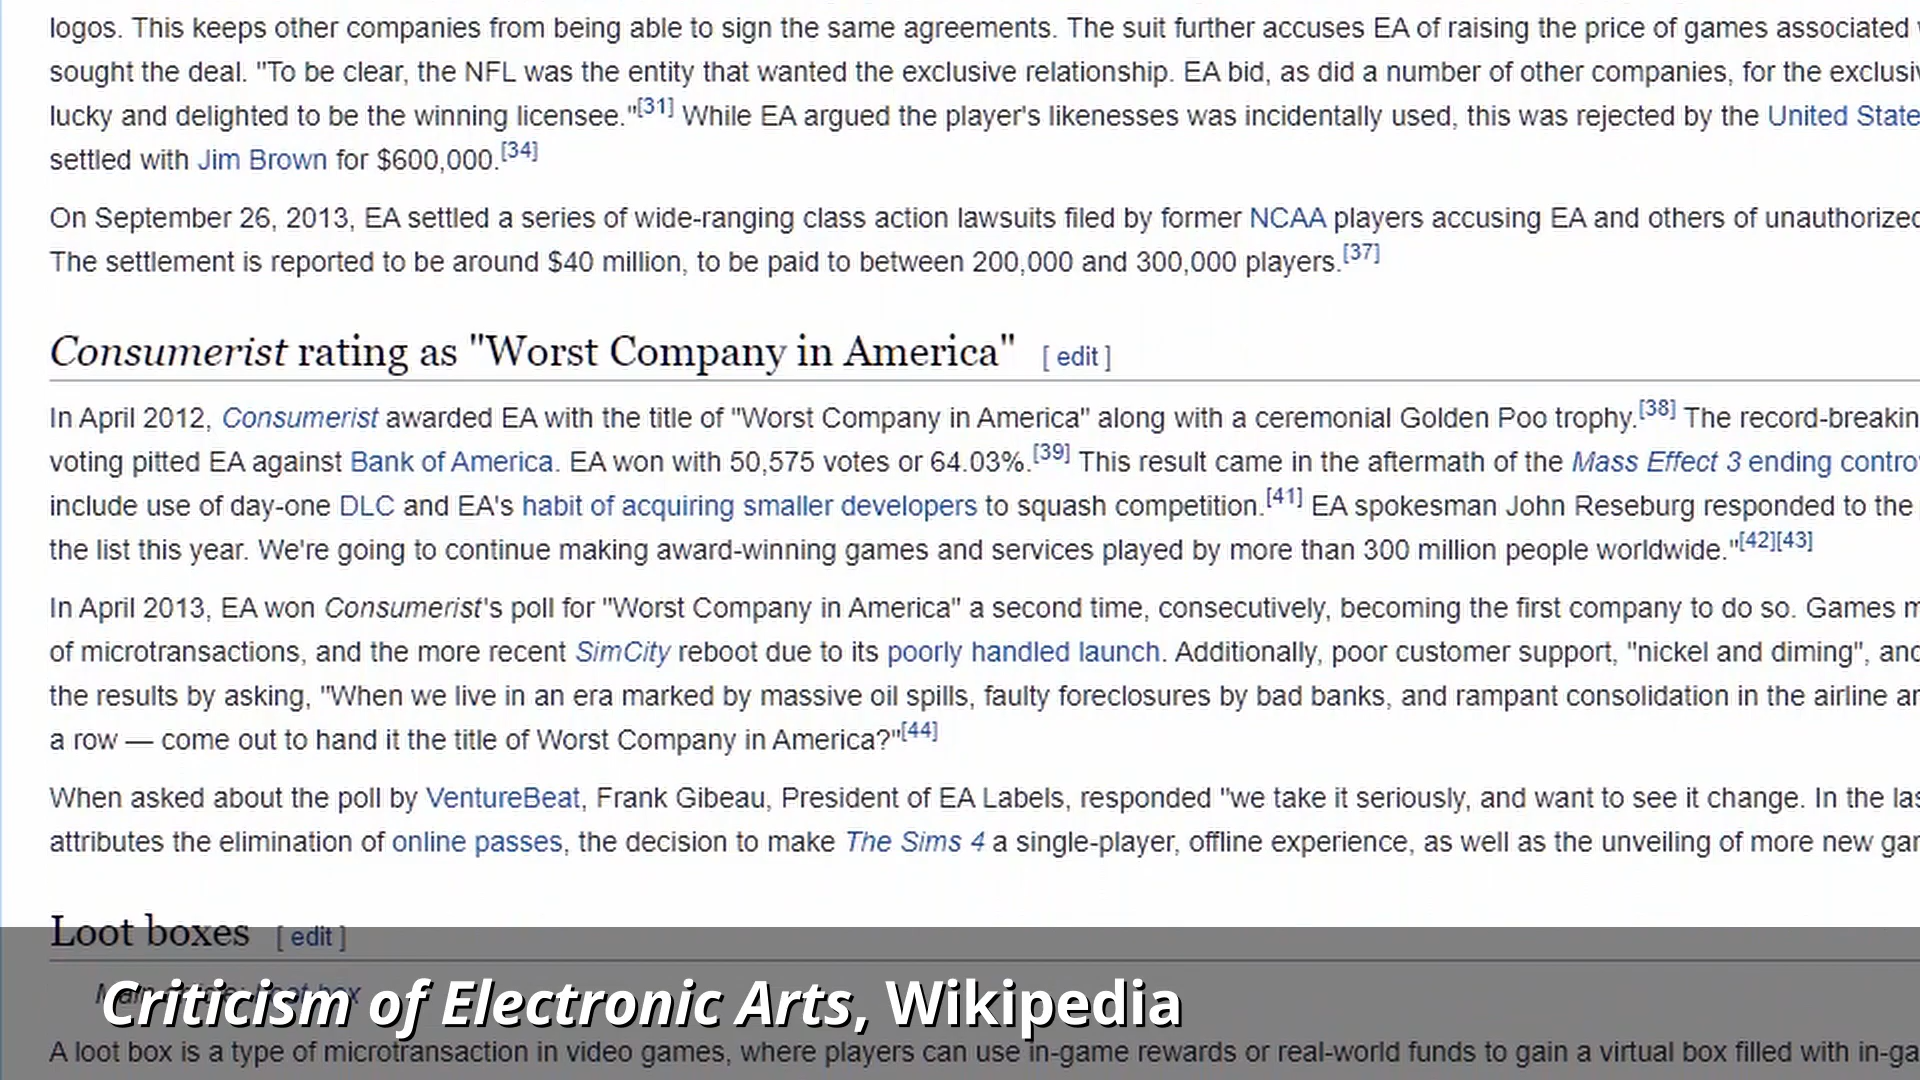 logos. This keeps other companies from being able to sign the same agreements. The suit further accuses EA of raising the price of games associated
sought the deal. "To be clear, the NFL was the entity that wanted the exclusive relationship. EA bid, as did a number of other companies, for the
lucky and delighted to be the winning licensee."[31] While EA argued the player's likenesses was incidentally used, this was rejected by the United
settled with Jim Brown for $600,000.[34]
On September 26, 2013, EA settled a series of wide-ranging class action lawsuits filed by former NCAA players accusing EA and others of unauthorized
The settlement is reported to be around $40 million, to be paid to between 200,000 and 300,000 players.[37]
Consumerist rating as "Worst Company in America" [ edit ]
In April 2012, Consumerist awarded EA with the title of "Worst Company in America" along with a ceremonial Golden Poo trophy.[38] The
voting pitted EA against Bank of America. EA won with 50,575 votes or 64.03%.[39] This result came in the aftermath of the Mass Effect 3 ending
include use of day-one DLC and EA's habit of acquiring smaller developers to squash competition.[41] EA spokesman John Reseburg responded to the
the list this year. We're going to continue making award-winning games and services played by more than 300 million people worldwide."[42][43]
In April 2013, EA won Consumerist's poll for "Worst Company in America" a second time, consecutively, becoming the first company to do so. Games
of microtransactions, and the more recent SimCity reboot due to its poorly handled launch. Additionally, poor customer support, "nickel and diming",
the results by asking, "When we live in an era marked by massive oil spills, faulty foreclosures by bad banks, and rampant consolidation in the airline
a row — come out to hand it the title of Worst Company in America?"[44]
When asked about the poll by VentureBeat, Frank Gibeau, President of EA Labels, responded "we take it seriously, and want to see it change. In the
attributes the elimination of online passes, the decision to make The Sims 4 a single-player, offline experience, as well as the unveiling of more new
Loot boxes [ edit ]
Criticism of Electronic Arts, Wikipedia
A loot box is a type of microtransaction in video games, where players can use in-game rewards or real-world funds to gain a virtual box filled with